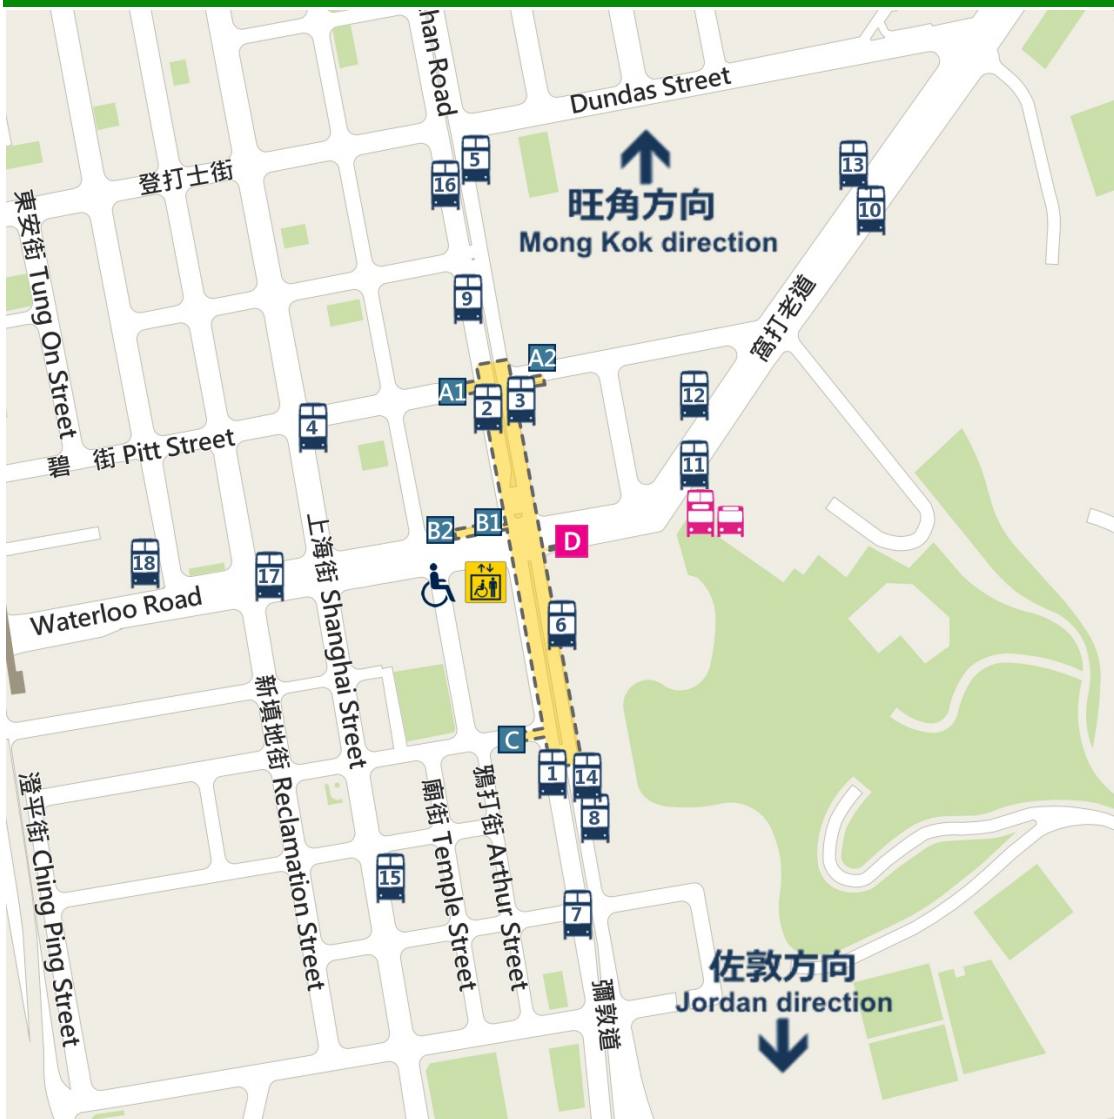 han Road
Dundas Street
5
13
登打士街
16
10
東安街 Tung On Street
旺角方向
Mong Kok direction
9
窩打老道
A2
A1
2
3
12
4
碧 街 Pitt Street
11
B2
B1
D
18
17
上海街 Shanghai Street
Waterloo Road
6
新填地街 Reclamation Street
C
1
14
8
澄平街 Ching Ping Street
廟街 Temple Street
鴉打街 Arthur Street
15
7
佐敦方向
Jordan direction
彌敦道